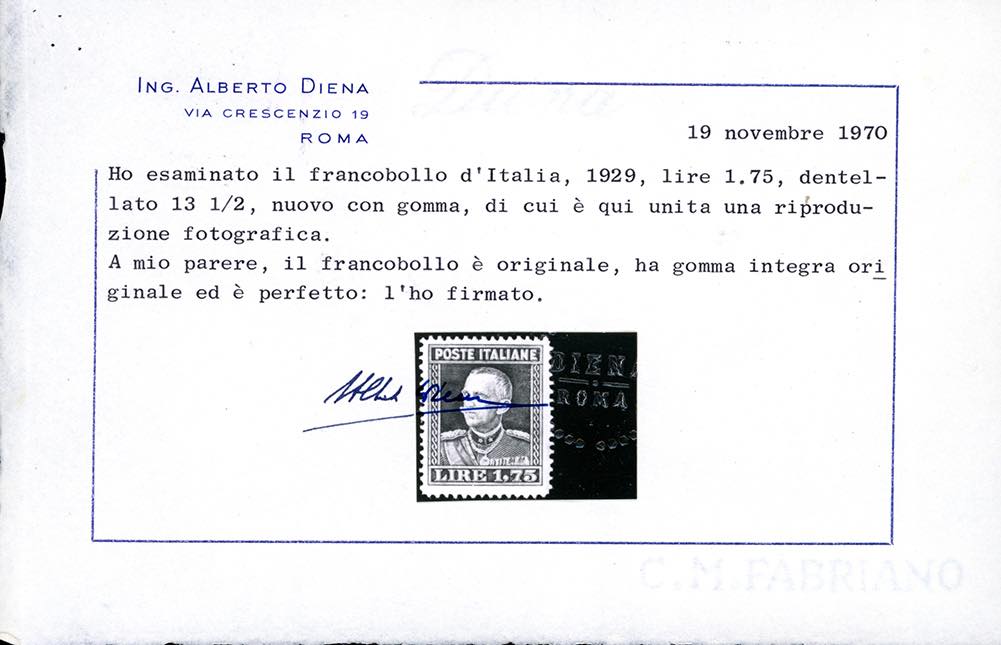 Diena
ING. ALBERTO DIENA
VIA CRESCENZIO 19
ROMA
19 novembre 1970
Ho esaminato il francobollo d'Italia, 1929, lire 1.75, dentel-
lato 13 1/2, nuovo con gomma, di cui è qui unita una riprodu-
zione fotografica.
A mio parere, il francobollo è originale, ha gomma integra ori
ginale ed è perfetto: l'ho firmato.
POSTE ITALIANE
LIRE 1,75
DIENA
ROMA
C.M.FABRIANO